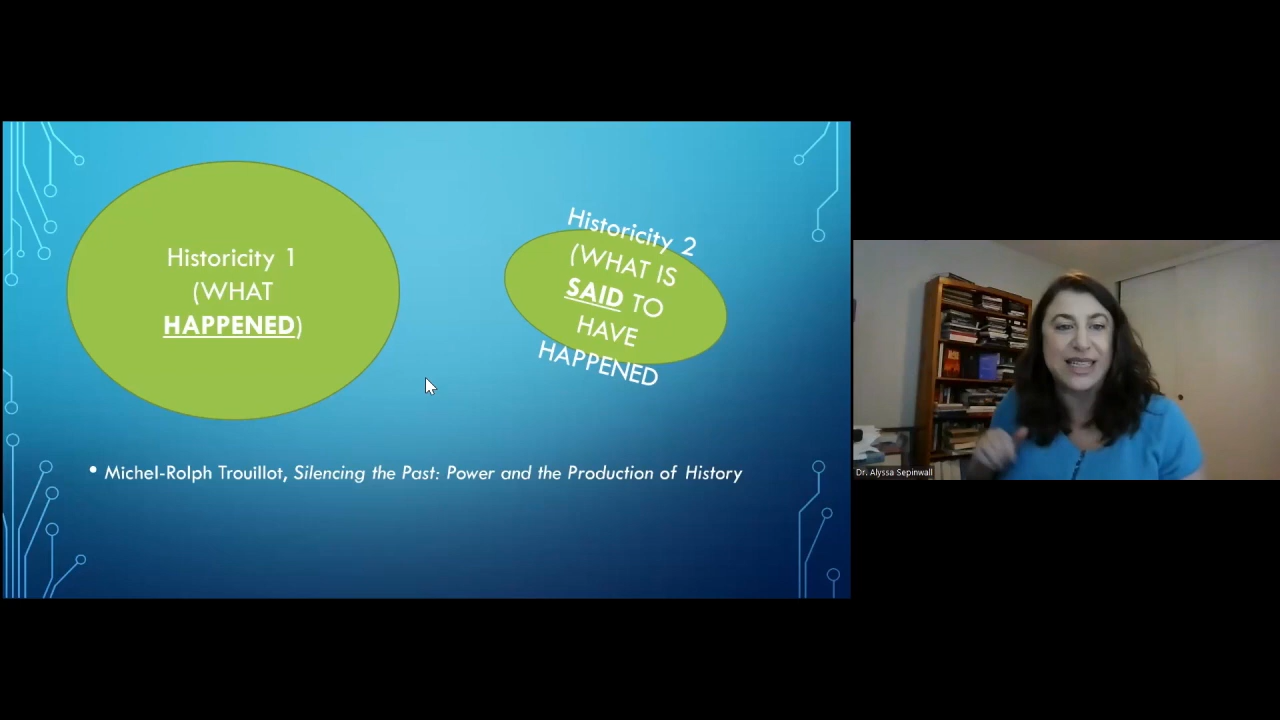 Historicity 1
(WHAT
HAPPENED)
Historicity 2
(WHAT IS
SAID TO
HAVE
HAPPENED
• Michel-Rolph Trouillot, Silencing the Past: Power and the Production of History
Dr. Alyssa Sepinwall